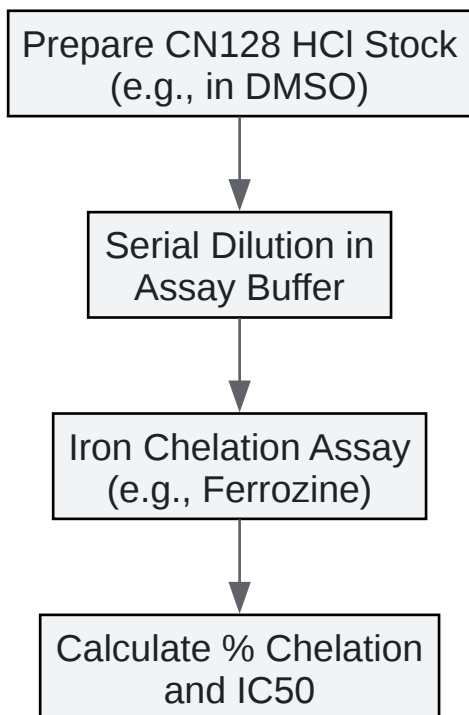 Prepare CN128 HCl Stock
(e.g., in DMSO)
Serial Dilution in
Assay Buffer
Iron Chelation Assay
(e.g., Ferrozine)
Calculate % Chelation
and IC50